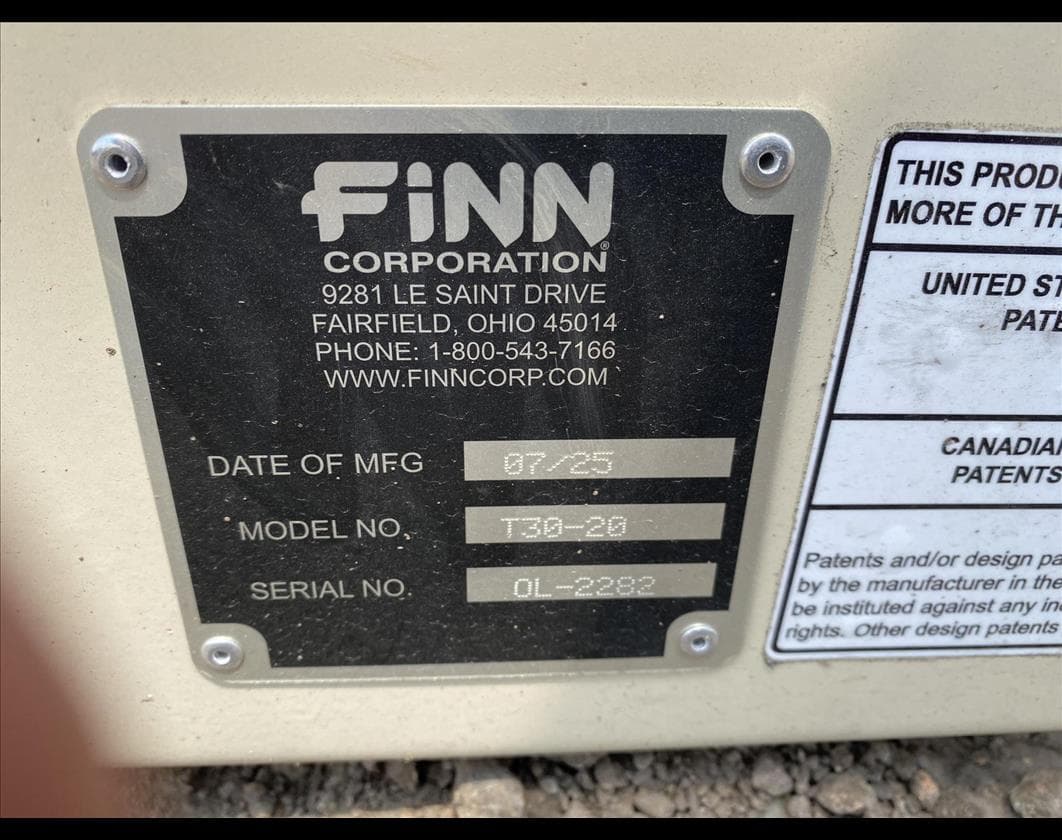 FiNN
CORPORATION®
9281 LE SAINT DRIVE
FAIRFIELD, OHIO 45014
PHONE: 1-800-543-7166
WWW.FINNCORP.COM
DATE OF MFG 07/25
MODEL NO. T30-20
SERIAL NO. OL-2282
THIS PROD
MORE OF TH
UNITED ST
PATE
CANADIAN
PATENTS
Patents and/or design pa
by the manufacturer in the
be instituted against any in
rights. Other design patents